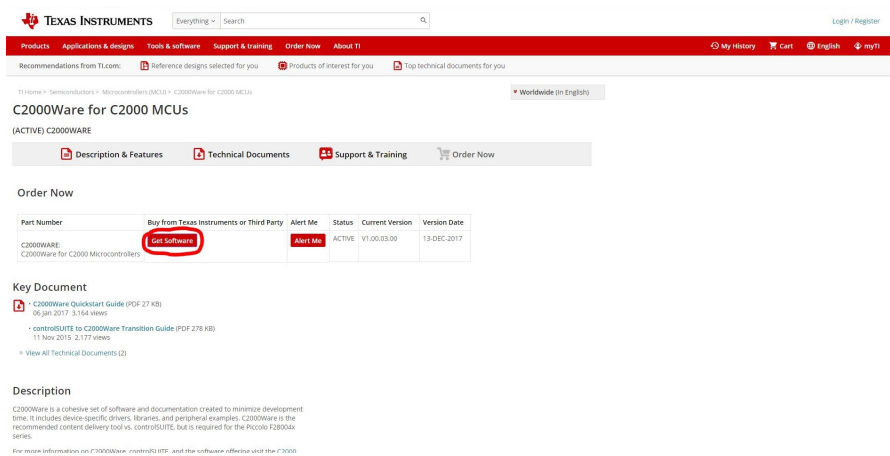 TEXAS INSTRUMENTS
Everything
Search
Login / Register
Products Applications & designs Tools & software Support & training Order Now About TI
My History Cart English myTI
Recommendations from TI.com: Reference designs selected for you Products of interest for you Top technical documents for you
TI Home > Semiconductors > Microcontrollers (MCU) > C2000Ware for C2000 MCUs
Worldwide (In English)
C2000Ware for C2000 MCUs
(ACTIVE) C2000WARE
Description & Features Technical Documents Support & Training Order Now
Order Now
Part Number Buy from Texas Instruments or Third Party Alert Me Status Current Version Version Date
C2000WARE: Get Software Alert Me ACTIVE V1.00.03.00 13-DEC-2017
C2000Ware for C2000 Microcontrollers
Key Document
• C2000Ware Quickstart Guide (PDF 27 KB)
06 Jan 2017 3,164 views
• controlSUITE to C2000Ware Transition Guide (PDF 278 KB)
11 Nov 2015 2,177 views
» View All Technical Documents (2)
Description
C2000Ware is a cohesive set of software and documentation created to minimize development
time. It includes device-specific drivers, libraries, and peripheral examples. C2000Ware is the
recommended content delivery tool vs. controlSUITE, but is required for the Piccolo F28004x
series.
For more information on C2000Ware, controlSUITE, and the software offering visit the C2000